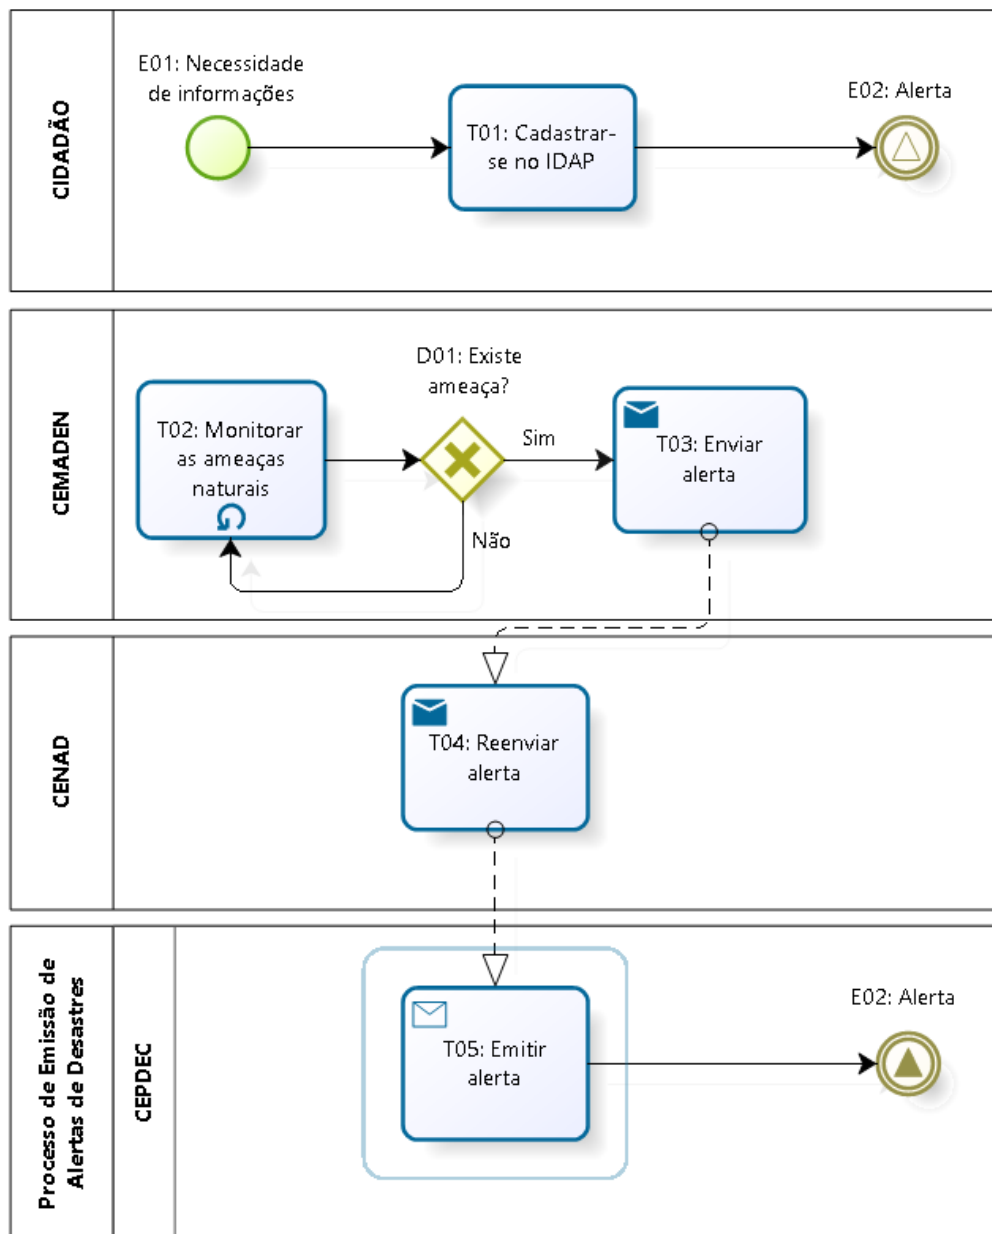 CIDADÃO
E01: Necessidade
de informações
T01: Cadastrar-
se no IDAP
E02: Alerta
CEMADEN
T02: Monitorar
as ameaças
naturais
D01: Existe
ameaça?
Sim
Não
T03: Enviar
alerta
CENAD
T04: Reenviar
alerta
Processo de Emissão de
Alertas de Desastres
CEPDEC
T05: Emitir
alerta
E02: Alerta